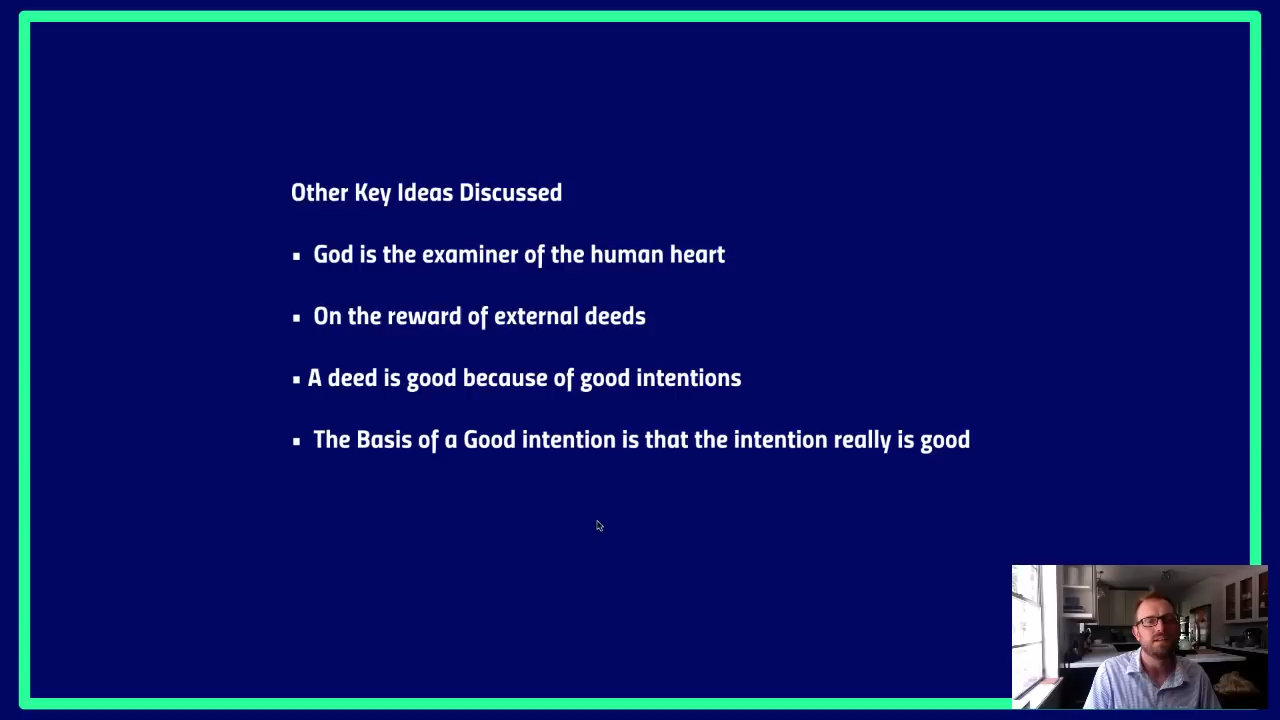 Other Key Ideas Discussed
▪ God is the examiner of the human heart
▪ On the reward of external deeds
▪ A deed is good because of good intentions
▪ The Basis of a Good intention is that the intention really is good